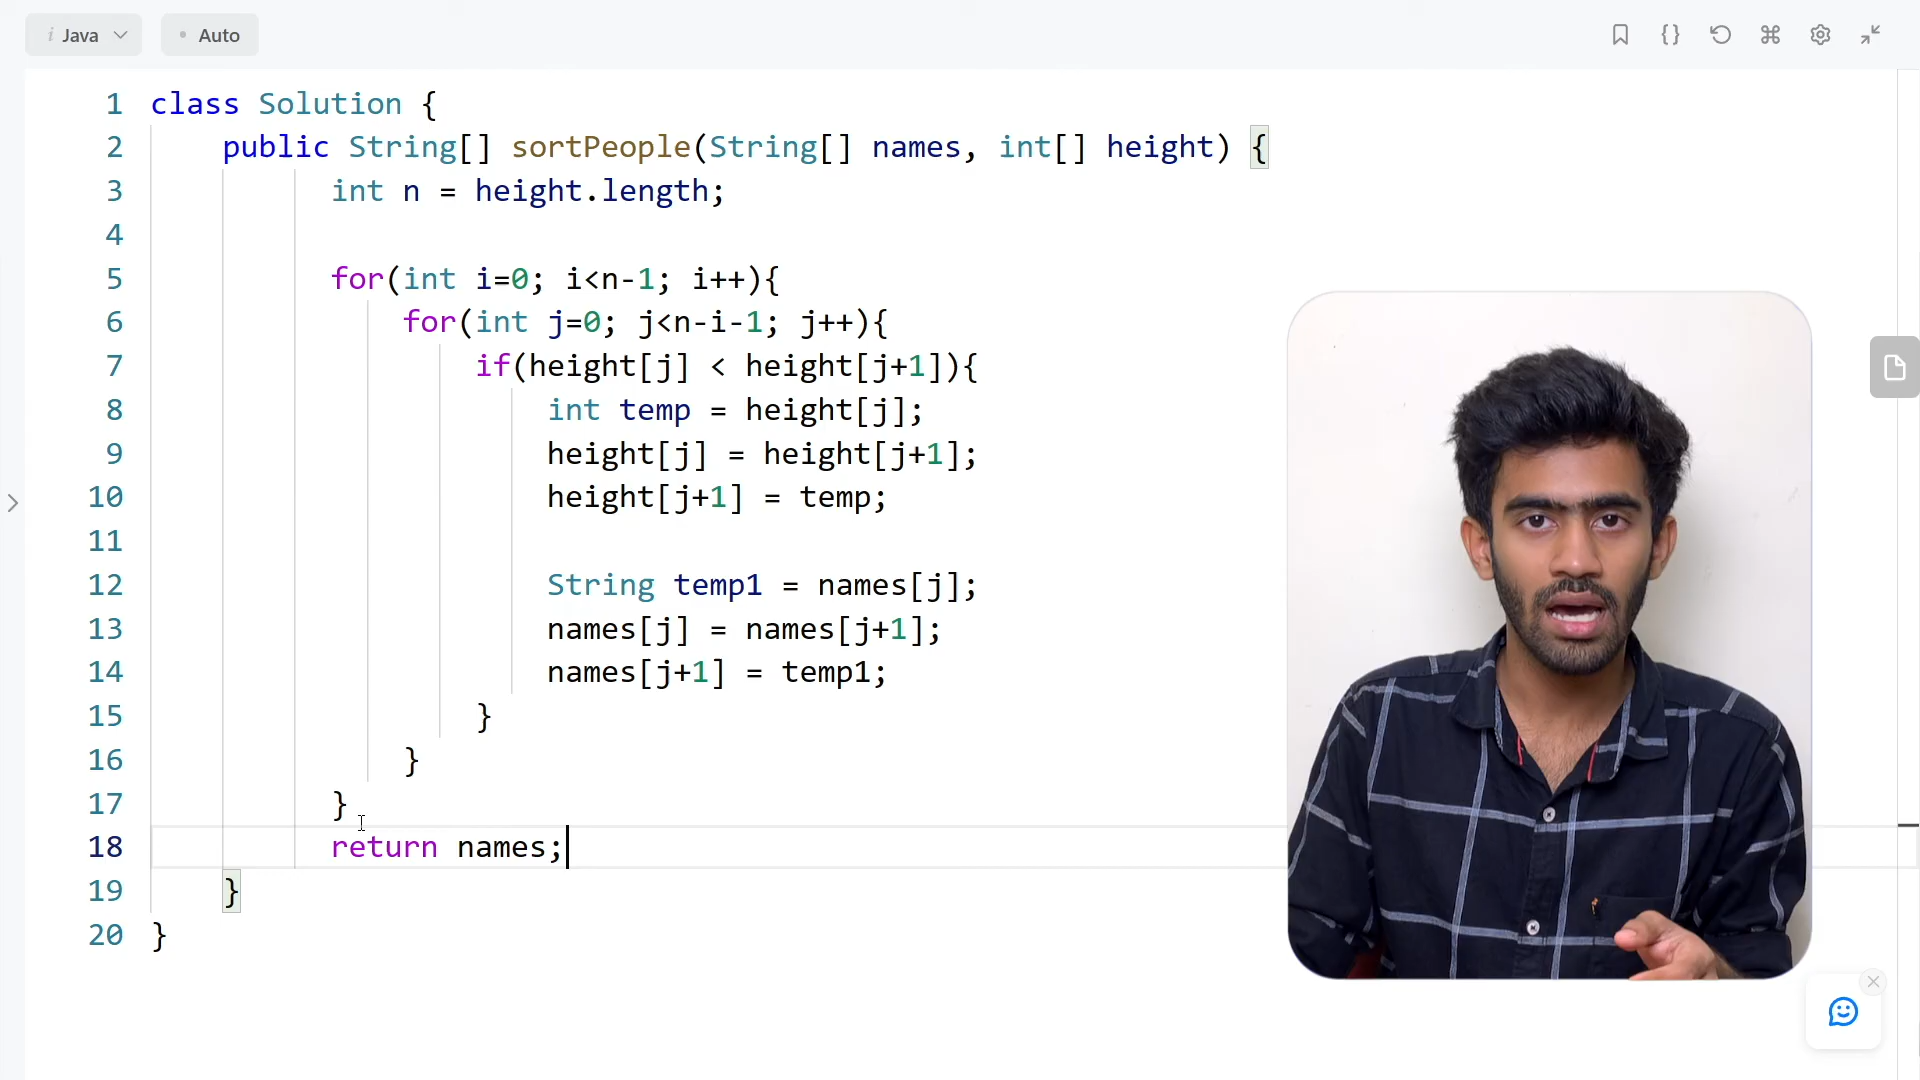 Java
Auto
1 class Solution {
2 public String[] sortPeople(String[] names, int[] height) {
3 int n = height.length;
4
5 for(int i=0; i<n-1; i++){
6 for(int j=0; j<n-i-1; j++){
7 if(height[j] < height[j+1]){
8 int temp = height[j];
9 height[j] = height[j+1];
10 height[j+1] = temp;
11
12 String temp1 = names[j];
13 names[j] = names[j+1];
14 names[j+1] = temp1;
15 }
16 }
17 }
18 return names;
19 }
20 }